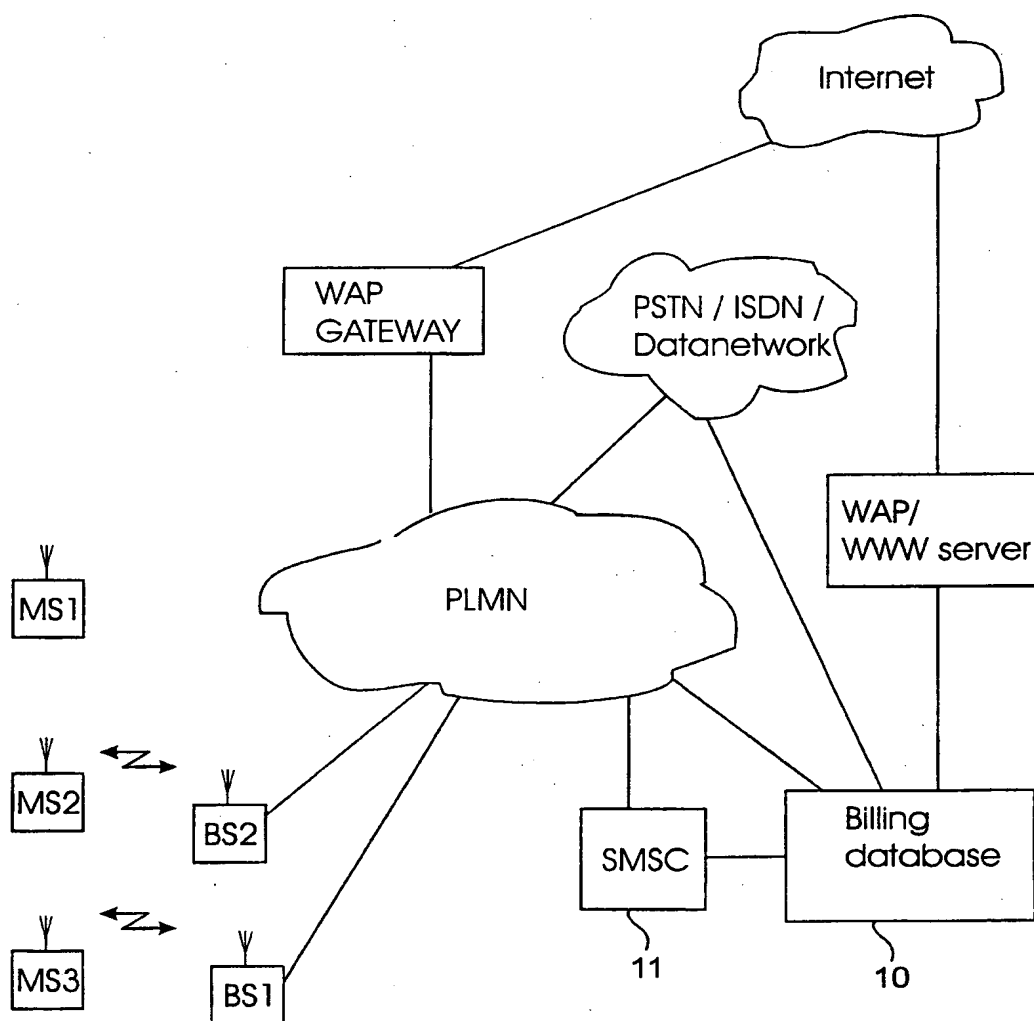 Internet
WAP
GATEWAY
PSTN / ISDN /
Datanetwork
WAP/
WWW server
PLMN
MS1
MS2
BS2
SMSC
Billing
database
MS3
BS1
11
10